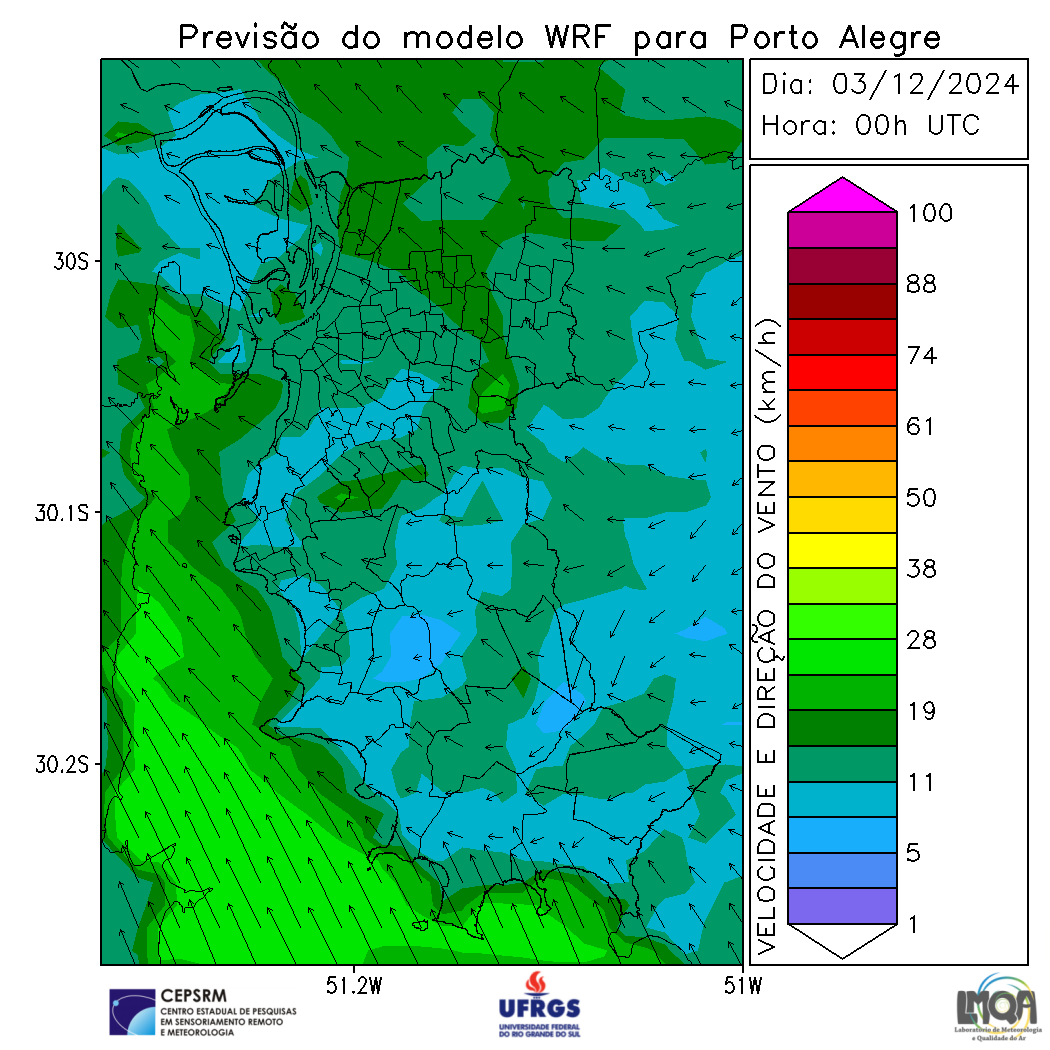 Previsão do modelo WRF para Porto Alegre
Dia: 03/12/2024
Hora: 00h UTC
30S
30.1S
30.2S
51.2W
51W
VELOCIDADE E DIREÇÃO DO VENTO (km/h)
100
88
74
61
50
38
28
19
11
5
1
CEPSRM
CENTRO ESTADUAL DE PESQUISAS
EM SENSORIAMENTO REMOTO
E METEOROLOGIA
UFRGS
UNIVERSIDADE FEDERAL
DO RIO GRANDE DO SUL
LMQA
Laboratório de Meteorologia
e Qualidade do Ar